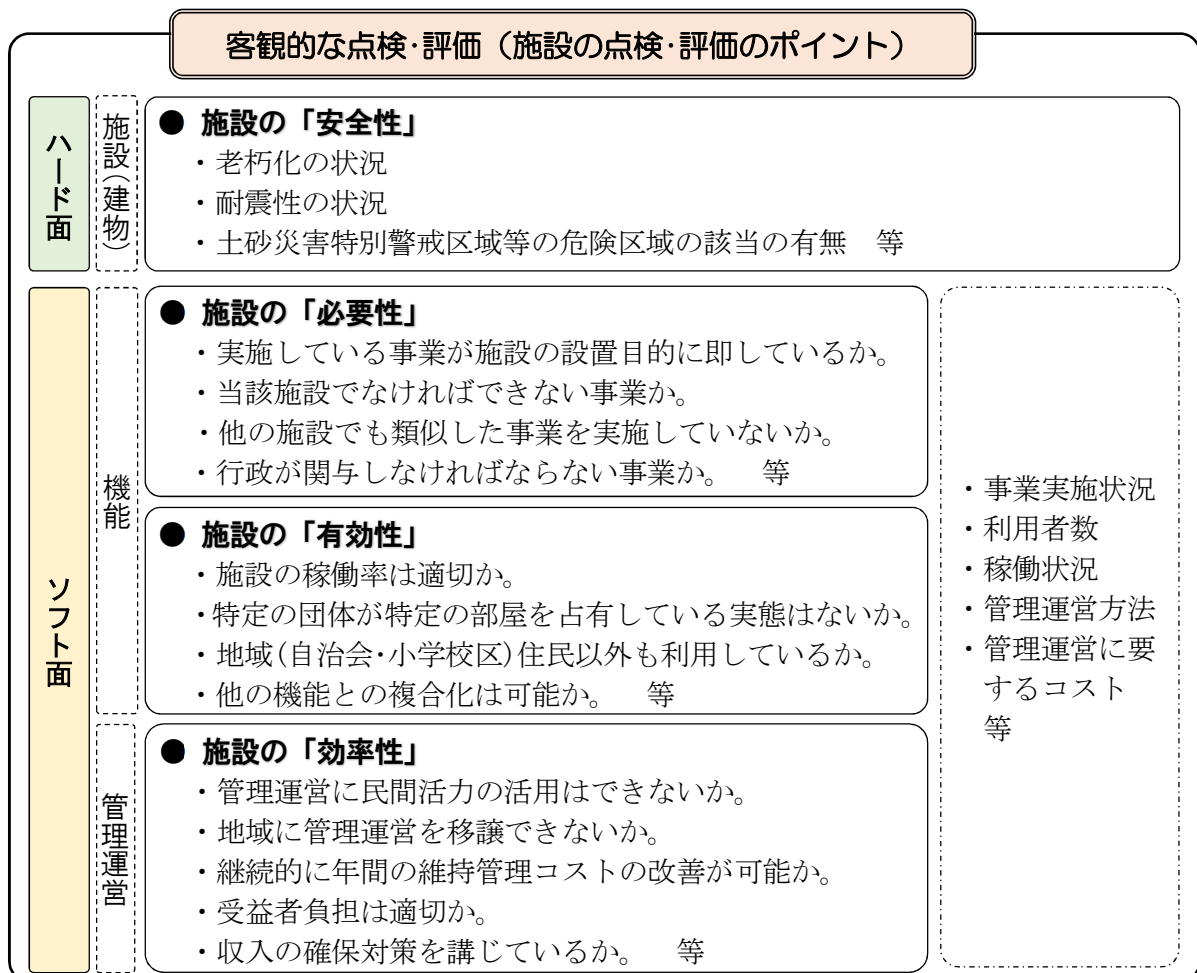 客観的な点検・評価（施設の点検・評価のポイント）
ハード面
施設（建物）
● 施設の「安全性」
・老朽化の状況
・耐震性の状況
・土砂災害特別警戒区域等の危険区域の該当の有無　等
ソフト面
機能
● 施設の「必要性」
・実施している事業が施設の設置目的に即しているか。
・当該施設でなければできない事業か。
・他の施設でも類似した事業を実施していないか。
・行政が関与しなければならない事業か。　等
● 施設の「有効性」
・施設の稼働率は適切か。
・特定の団体が特定の部屋を占有している実態はないか。
・地域（自治会・小学校区）住民以外も利用しているか。
・他の機能との複合化は可能か。　等
管理運営
● 施設の「効率性」
・管理運営に民間活力の活用はできないか。
・地域に管理運営を移譲できないか。
・継続的に年間の維持管理コストの改善が可能か。
・受益者負担は適切か。
・収入の確保対策を講じているか。　等
・事業実施状況
・利用者数
・稼働状況
・管理運営方法
・管理運営に要
するコスト
等